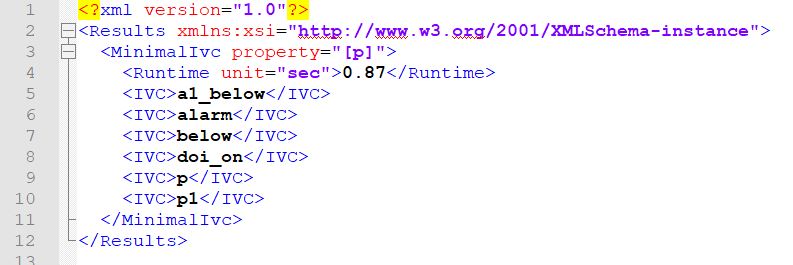 1 <?xml version="1.0"?>
2 <Results xmlns:xsi="http://www.w3.org/2001/XMLSchema-instance">
3 <MinimalIvc property="[p]">
4 <Runtime unit="sec">0.87</Runtime>
5 <IVC>a1_below</IVC>
6 <IVC>alarm</IVC>
7 <IVC>below</IVC>
8 <IVC>doi_on</IVC>
9 <IVC>p</IVC>
10 <IVC>p1</IVC>
11 </MinimalIvc>
12 </Results>
13